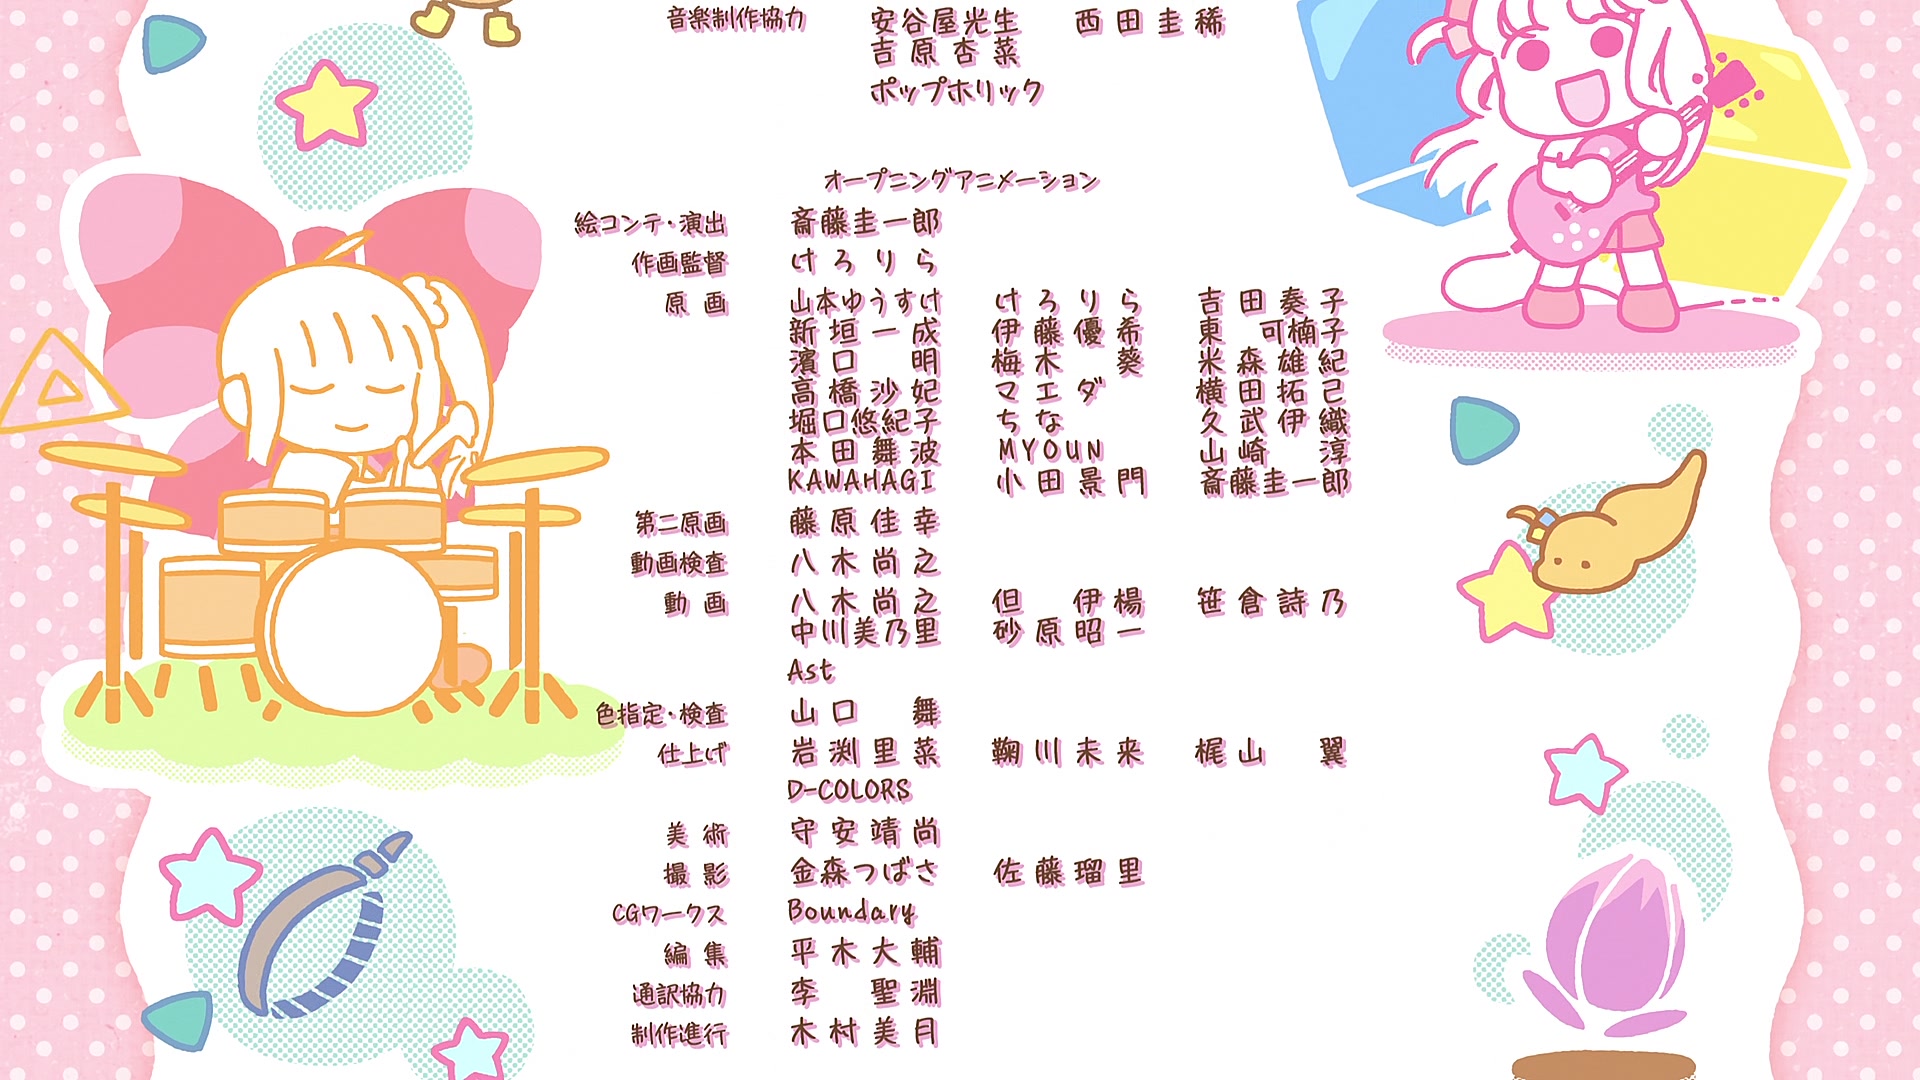 音楽制作協力 安谷屋光生 西田圭稀
吉原杏菜
ポップホリック
オープニングアニメーション
絵コンテ・演出 斎藤圭一郎
作画監督 けろりら
原画 山本ゆうすけ けろりら 吉田奏子
新垣一成 伊藤優希 東 可楠子
濱口 明 梅木 葵 米森雄紀
高橋沙妃 マエダ 横田拓己
堀口悠紀子 ちな 久武伊織
本田舞波 MYOUN 山崎 淳
KAWAHAGI 小田景門 斎藤圭一郎
第二原画 藤原佳幸
動画検査 八木尚之
動画 八木尚之 但 伊楊 笹倉詩乃
中川美乃里 砂原昭一
Ast
色指定・検査 山口 舞
仕上げ 岩渕里菜 鞠川未来 梶山 翼
D-COLORS
美術 守安靖尚
撮影 金森つばさ 佐藤瑠里
CGワークス Boundary
編集 平木大輔
通訳協力 李 聖淵
制作進行 木村美月